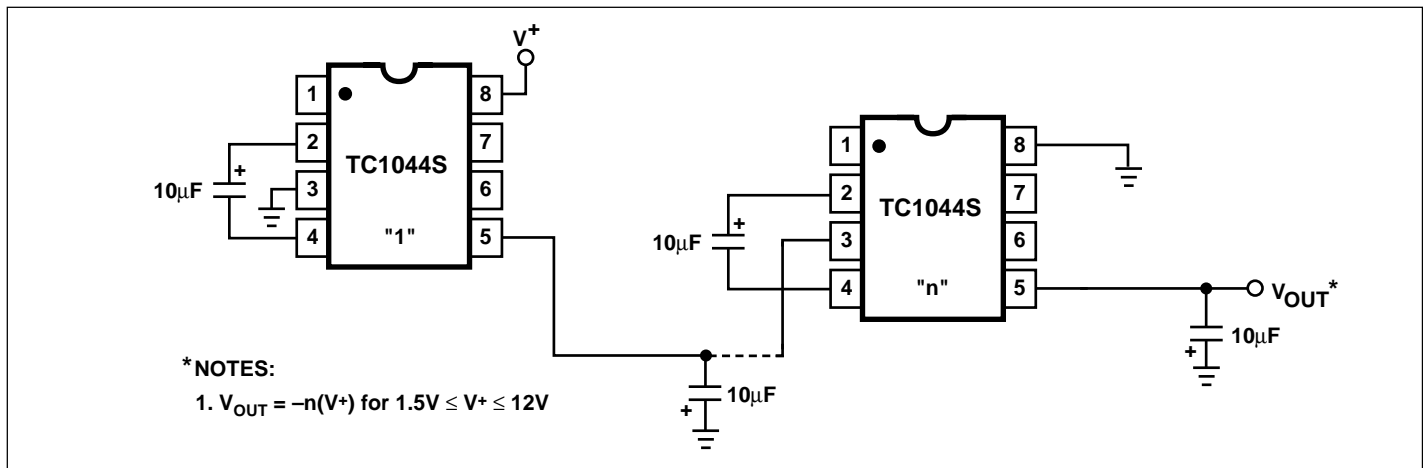 V+
1
8
2
7
TC1044S
+
10µF
3
6
4
"1"
5
1
8
2
7
TC1044S
+
10µF
3
6
4
"n"
5
VOUT*
+
10µF
+
10µF
*NOTES:
1. VOUT = –n(V+) for 1.5V ≤ V+ ≤ 12V